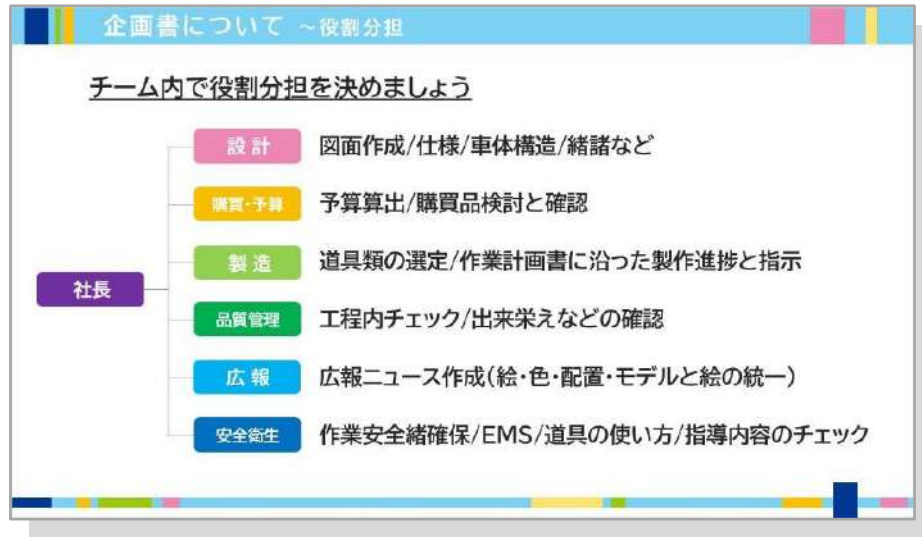 企画書について ～役割分担
チーム内で役割分担を決めましょう
設計 図面作成/仕様/車体構造/緒諸など
購買・予算 予算算出/購買品検討と確認
製造 道具類の選定/作業計画書に沿った製作進捗と指示
社長
品質管理 工程内チェック/出来栄えなどの確認
広報 広報ニュース作成(絵・色・配置・モデルと絵の統一)
安全衛生 作業安全緒確保/EMS/道具の使い方/指導内容のチェック